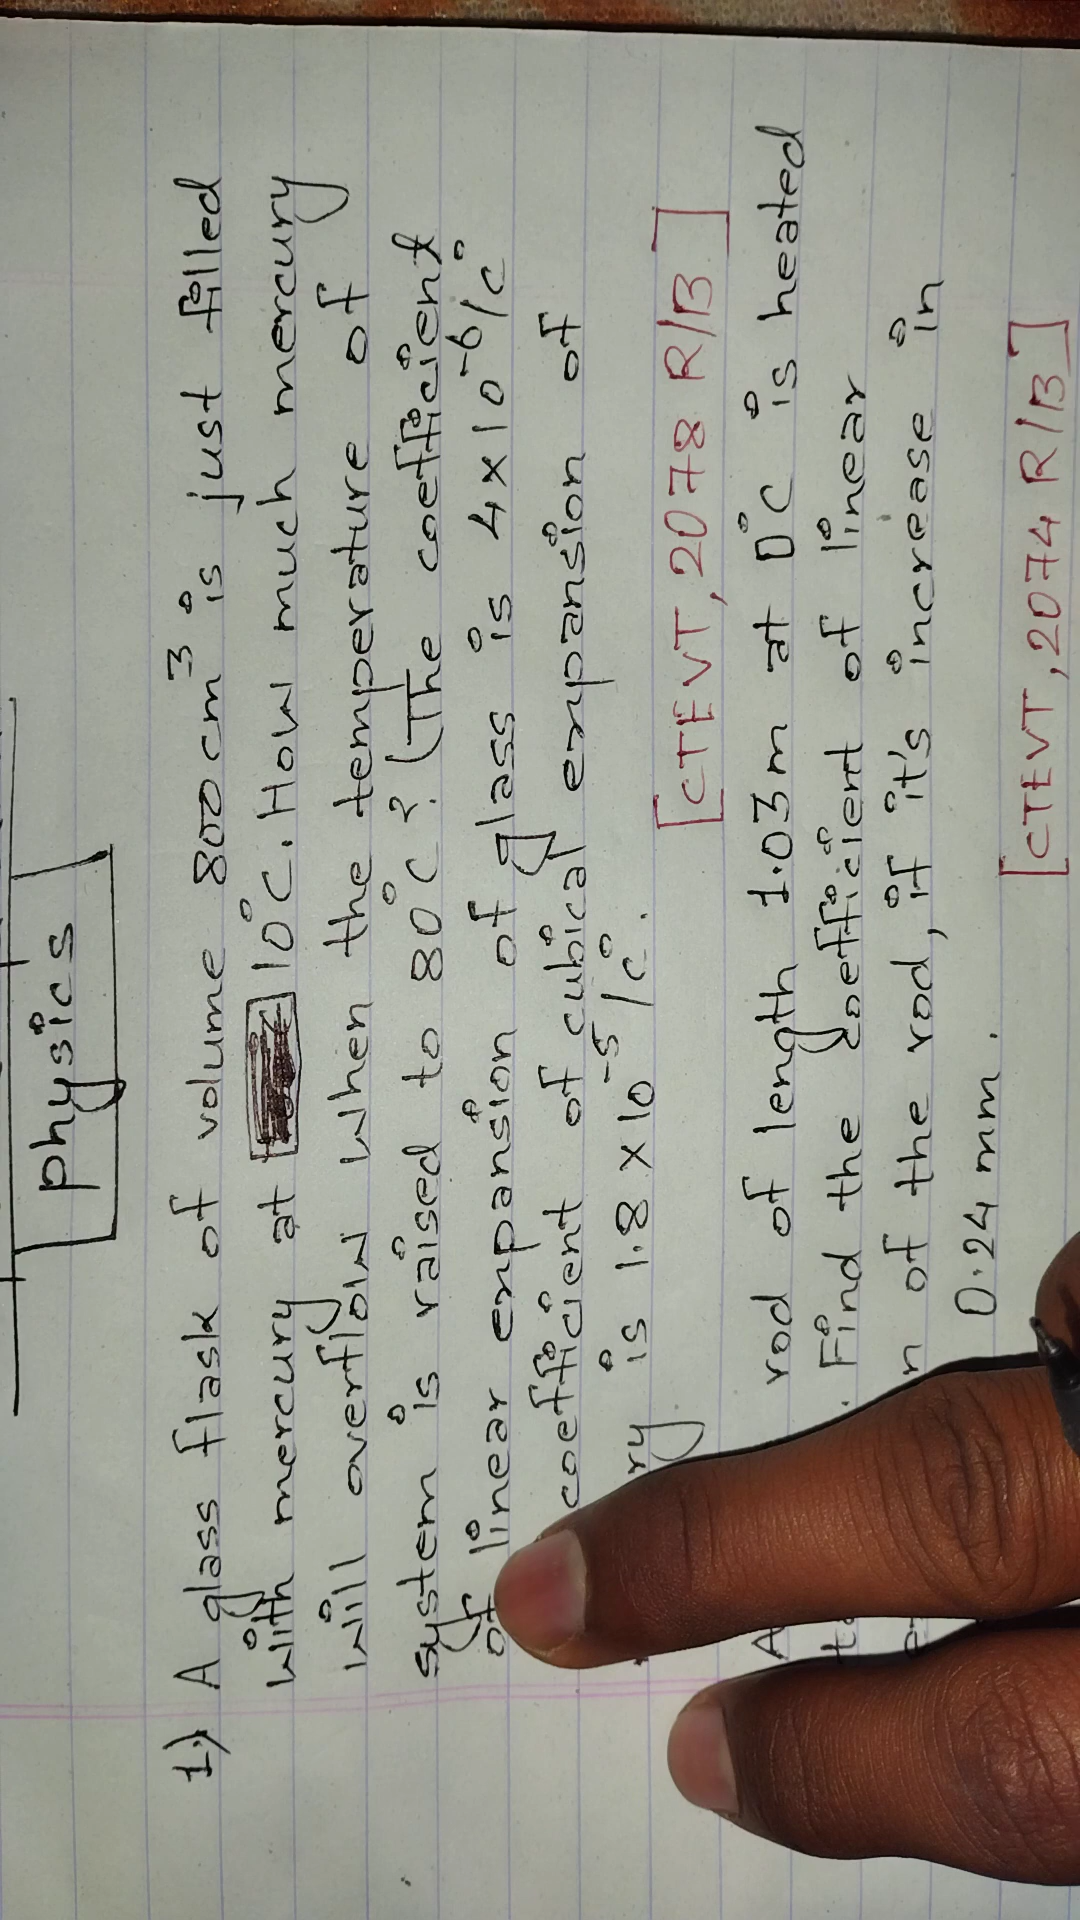 physics
1.) A glass flask of volume 800cm³ is just filled
with mercury at 10°C. How much mercury
will overflow when the temperature of
system is raised to 80°C? (The coefficient
of linear expansion of glass is 4×10⁻⁶/c°
coefficient of cubical expansion of
ry is 1.8 × 10⁻⁵/c°.
[CTEVT, 2078 R/B]
A rod of length 1.03m at 0°C is heated
. Find the coefficient of linear
n of the rod, if it's increase in
0.24 mm.
[CTEVT, 2074 R/B]